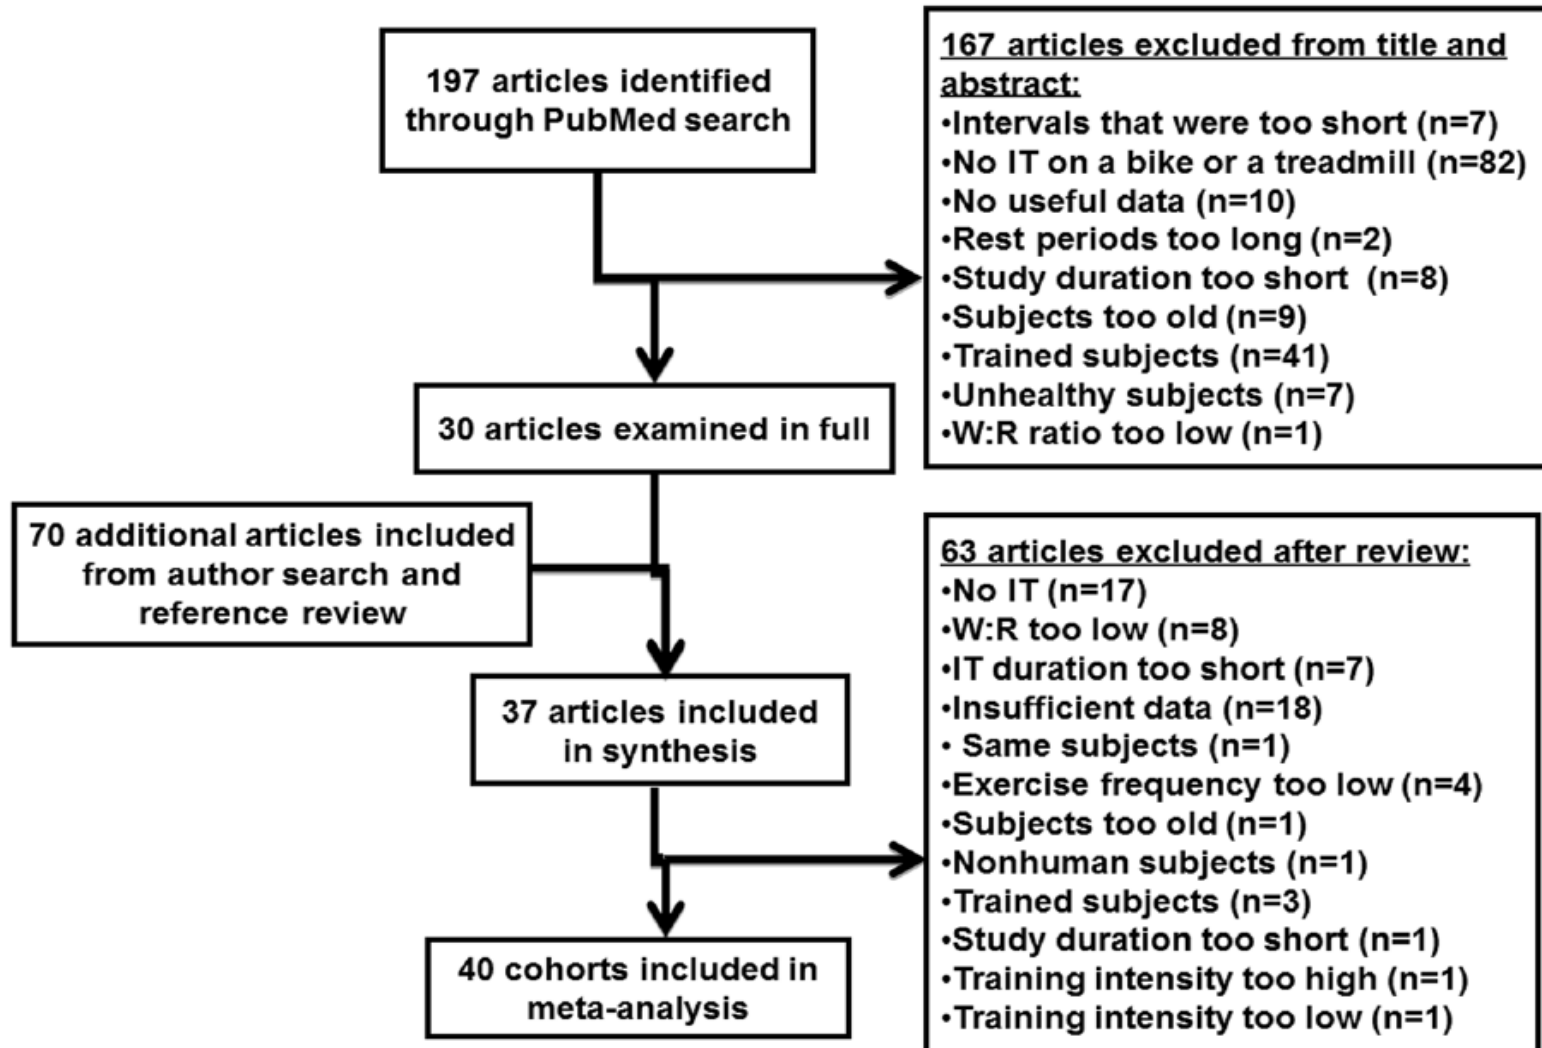 197 articles identified
through PubMed search
167 articles excluded from title and
abstract:
•Intervals that were too short (n=7)
•No IT on a bike or a treadmill (n=82)
•No useful data (n=10)
•Rest periods too long (n=2)
•Study duration too short  (n=8)
•Subjects too old (n=9)
•Trained subjects (n=41)
•Unhealthy subjects (n=7)
•W:R ratio too low (n=1)
30 articles examined in full
70 additional articles included
from author search and
reference review
37 articles included
in synthesis
63 articles excluded after review:
•No IT (n=17)
•W:R too low (n=8)
•IT duration too short (n=7)
•Insufficient data (n=18)
• Same subjects (n=1)
•Exercise frequency too low (n=4)
•Subjects too old (n=1)
•Nonhuman subjects (n=1)
•Trained subjects (n=3)
•Study duration too short (n=1)
•Training intensity too high (n=1)
•Training intensity too low (n=1)
40 cohorts included in
meta-analysis